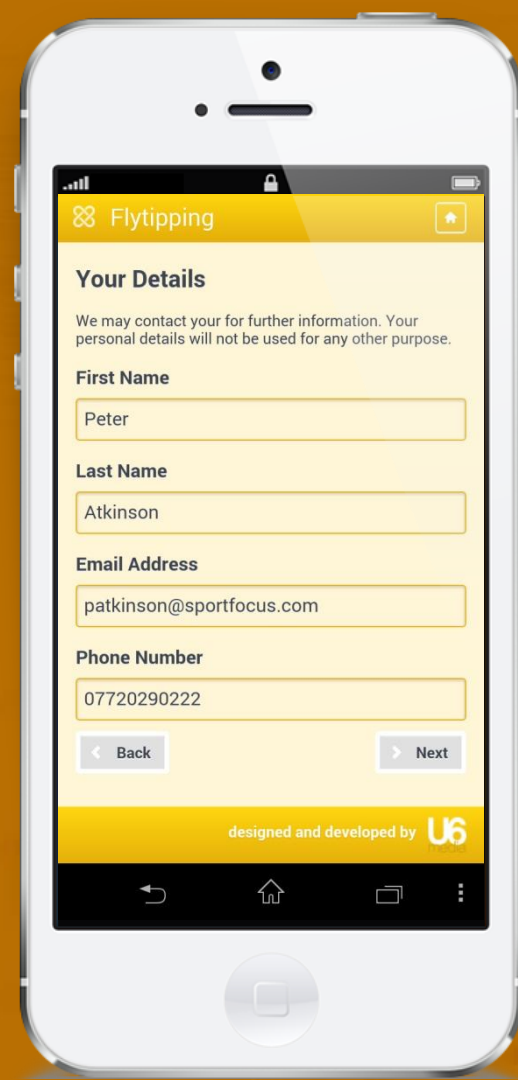 Flytipping
Your Details
We may contact your for further information. Your
personal details will not be used for any other purpose.
First Name
Peter
Last Name
Atkinson
Email Address
patkinson@sportfocus.com
Phone Number
07720290222
Back
Next
designed and developed by U6
media